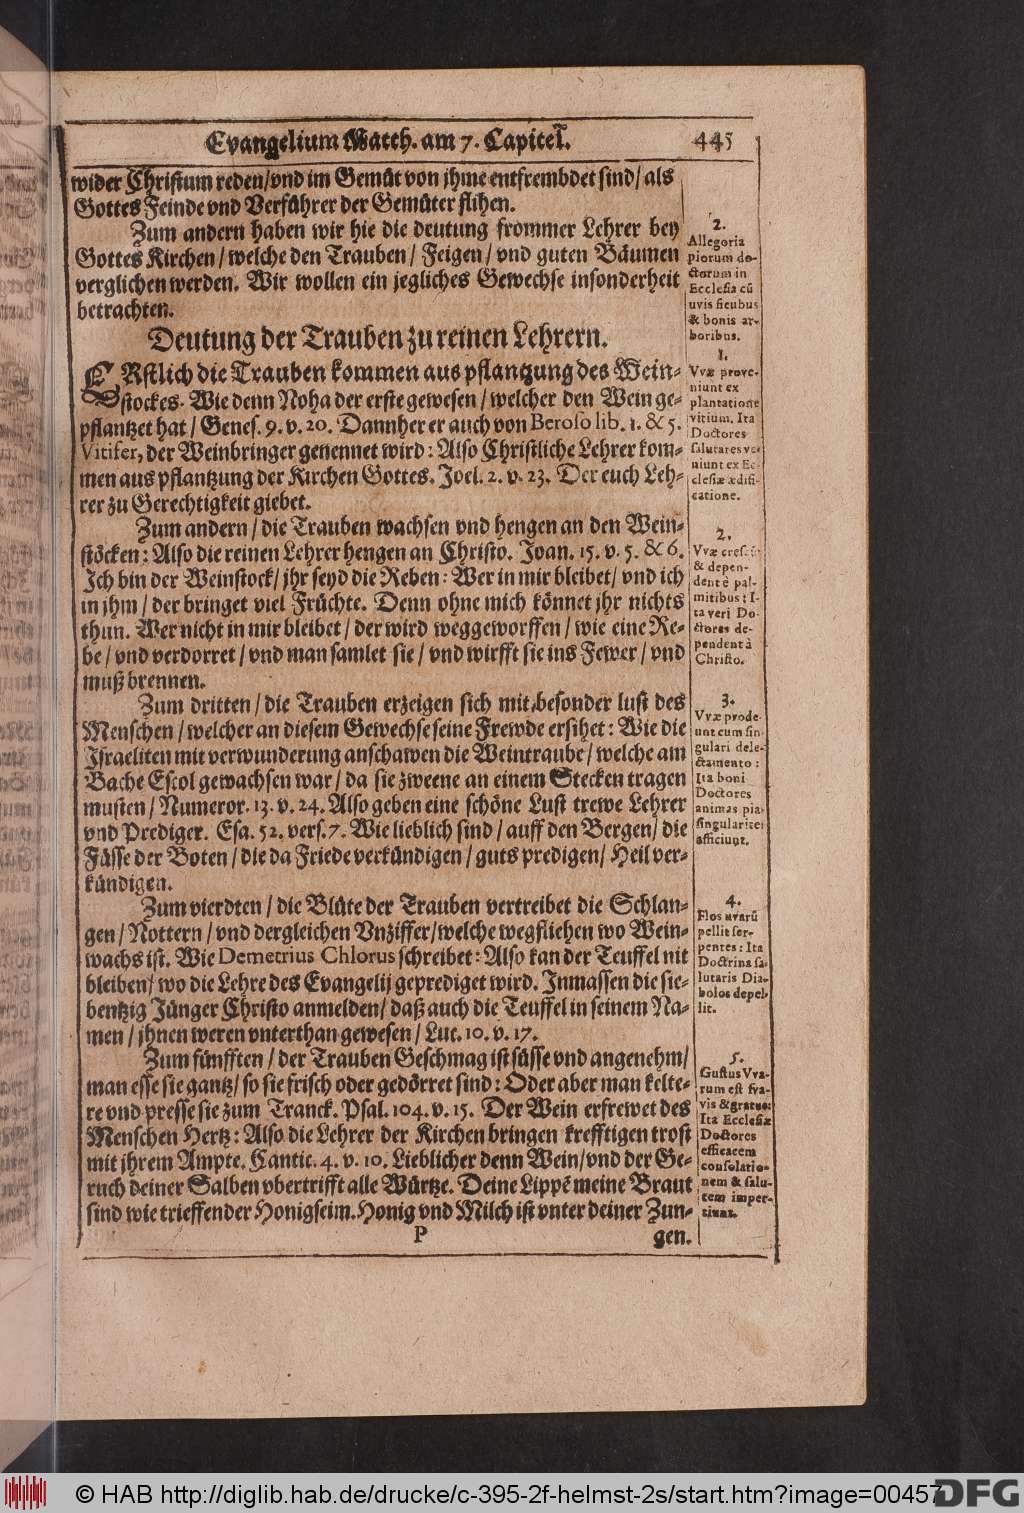 Evangelium Matth. am 7. Capitel. 445
wider Christum reden/vnd im Gemüt von jhme entfrembdet sind/ als
Gottes Feinde vnd Verführer der Gemüter flihen.
Zum andern haben wir hie die deutung frommer Lehrer bey
Gottes Kirchen/ welche den Trauben/ Feigen/ vnd guten Bäumen
verglichen werden. Wir wollen ein jegliches Gewechse insonderheit
betrachten.
Deutung der Trauben zu reinen Lehrern.
ERstlich die Trauben kommen aus pflantzung des Wein-
stockes. Wie denn Noha der erste gewesen/ welcher den Wein ge-
pflantzet hat/ Genes. 9. v. 20. Dannher er auch von Beroso lib. 1. & 5.
Vitifer, der Weinbringer genennet wird: Also Christliche Lehrer kom-
men aus pflantzung der Kirchen Gottes. Joel. 2. v. 23. Der euch Leh-
rer zu Gerechtigkeit giebet.
Zum andern/ die Trauben wachsen vnd hengen an den Wein-
stöcken: Also die reinen Lehrer hengen an Christo. Joan. 15. v. 5. & 6.
Ich bin der Weinstock/ jhr seyd die Reben: Wer in mir bleibet/ vnd ich
in jhm/ der bringet viel Früchte. Denn ohne mich könnet jhr nichts
thun. Wer nicht in mir bleibet/ der wird weggeworffen/ wie eine Re-
be/ vnd verdorret/ vnd man samlet sie/ vnd wirfft sie ins Fewer/ vnd
muß brennen.
Zum dritten/ die Trauben erzeigen sich mit besonder lust des
Menschen/ welcher an diesem Gewechse seine Frewde ersihet: Wie die
Israeliten mit verwunderung anschawen die Weintraube/ welche am
Bache Escol gewachsen war/ da sie zweene an einem Stecken tragen
musten/ Numeror. 13. v. 24. Also geben eine schöne Lust trewe Lehrer
vnd Prediger. Esa. 52. vers. 7. Wie lieblich sind/ auff den Bergen/ die
Füsse der Boten/ die da Friede verkündigen/ guts predigen/ Heil ver-
kündigen.
Zum vierdten/ die Blüte der Trauben vertreibet die Schlan-
gen/ Nottern/ vnd dergleichen Vnziffer/welche wegfliehen wo Wein-
wachs ist. Wie Demetrius Chlorus schreibet: Also kan der Teuffel nit
bleiben/ wo die Lehre des Evangelij geprediget wird. Inmassen die sie-
bentzig Jünger Christo anmelden/ daß auch die Teuffel in seinem Na-
men/ jhnen weren vnterthan gewesen/ Luc. 10. v. 17.
Zum fünfften/ der Trauben Geschmag ist süsse vnd angenehm/
man esse sie gantz/ so sie frisch oder gedörret sind: Oder aber man kelte-
re vnd presse sie zum Tranck. Psal. 104. v. 15. Der Wein erfrewet des
Menschen Hertz: Also die Lehrer der Kirchen bringen krefftigen trost
mit jhrem Ampte. Cantic. 4. v. 10. Lieblicher denn Wein/vnd der Ge-
ruch deiner Salben vbertrifft alle Würtze. Deine Lippē meine Braut
sind wie trieffender Honigseim. Honig vnd Milch ist vnter deiner Zun-
P gen.
2.
Allegoria
piorum do-
ctorum in
Ecclesia cū
uvis ficubus
& bonis ar-
boribus.
1.
Vvæ prove-
niunt ex
plantatione
vitium. Ita
Doctores
salutares ve-
niunt ex Ec-
clesiæ ædifi-
catione.
2.
Vvæ crescūt
& depen-
dent è pal-
mitibus: I-
ta veri Do-
ctores de-
pendent à
Christo.
3.
Vvæ prode-
unt cum sin-
gulari dele-
ctamento:
Ita boni
Doctores
animas pias
singulariter
afficiunt.
4.
Flos uvarū
pellit ser-
pentes: Ita
Doctrina sa-
lutaris Dia-
bolos depel-
lit.
5.
Gustus Vva-
rum est sva-
vis & gratus:
Ita Ecclesiæ
Doctores
efficacem
consolatio-
nem & salu-
tem imper-
tiunt.
© HAB http://diglib.hab.de/drucke/c-395-2f-helmst-2s/start.htm?image=00457
DFG